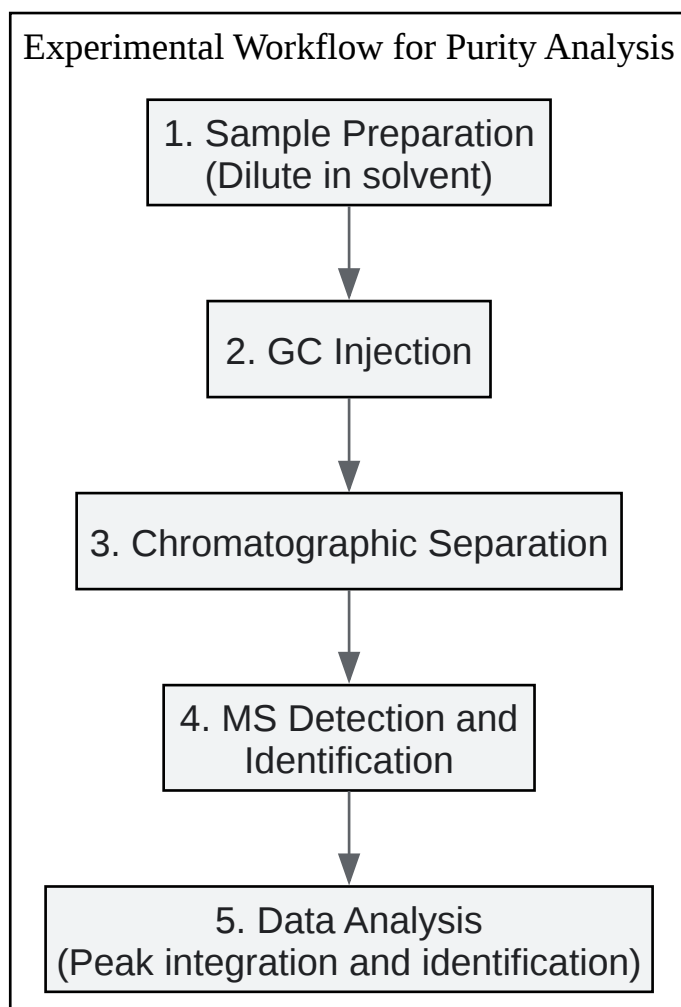 Experimental Workflow for Purity Analysis
1. Sample Preparation
(Dilute in solvent)
2. GC Injection
3. Chromatographic Separation
4. MS Detection and
Identification
5. Data Analysis
(Peak integration and identification)